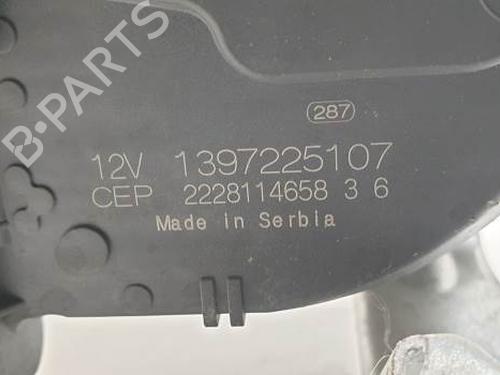 B-PARTS
287
12V 1397225107
CEP 2228114658 3 6
Made in Serbia